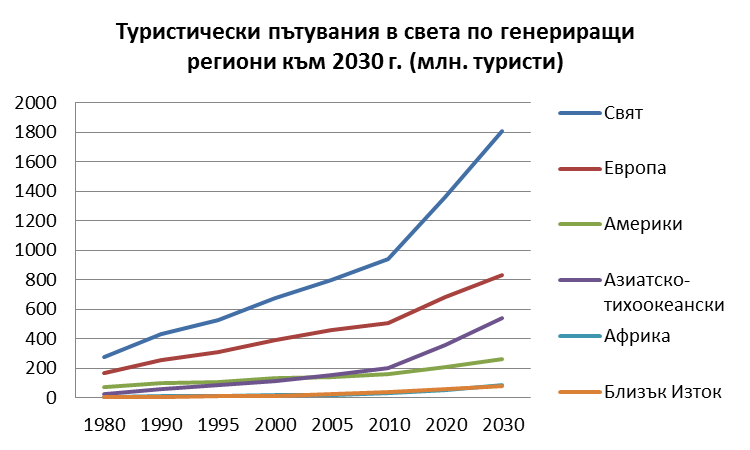 Туристически пътувания в света по генериращи
региони към 2030 г. (млн. туристи)
2000
1800
1600
1400
1200
1000
800
600
400
200
0
1980 1990 1995 2000 2005 2010 2020 2030
Свят
Европа
Америки
Азиатско-
тихоокеански
Африка
Близък Изток